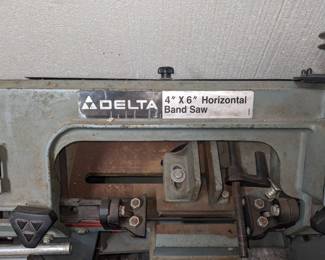 DELTA
4" X 6" Horizontal
Band Saw